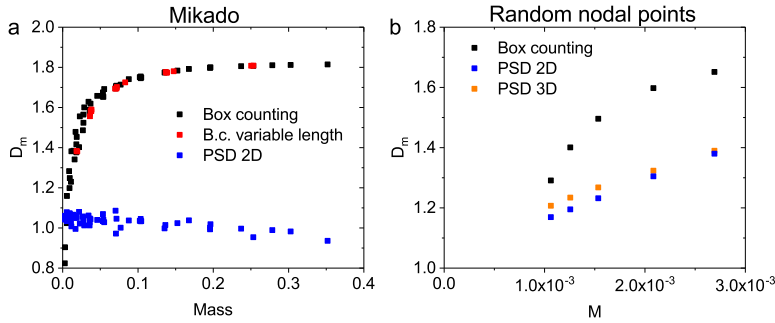 a
Mikado
2.0
1.8
1.6
1.4
1.2
1.0
0.8
Dm
Box counting
B.c. variable length
PSD 2D
0.0 0.1 0.2 0.3 0.4
Mass
b
Random nodal points
1.8
1.6
1.4
1.2
1.0
Dm
Box counting
PSD 2D
PSD 3D
0.0 1.0x10⁻³ 2.0x10⁻³ 3.0x10⁻³
M